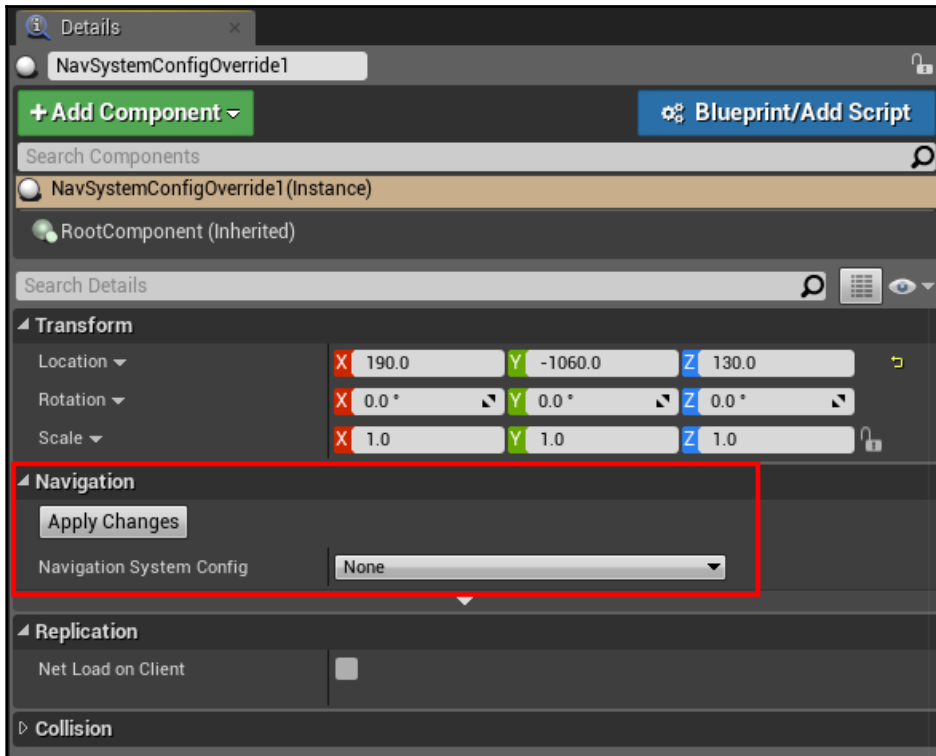 Details
NavSystemConfigOverride1
+ Add Component
Blueprint/Add Script
Search Components
NavSystemConfigOverride1(Instance)
RootComponent (Inherited)
Search Details
Transform
Location X 190.0 Y -1060.0 Z 130.0
Rotation X 0.0 ° Y 0.0 ° Z 0.0 °
Scale X 1.0 Y 1.0 Z 1.0
Navigation
Apply Changes
Navigation System Config None
Replication
Net Load on Client
Collision